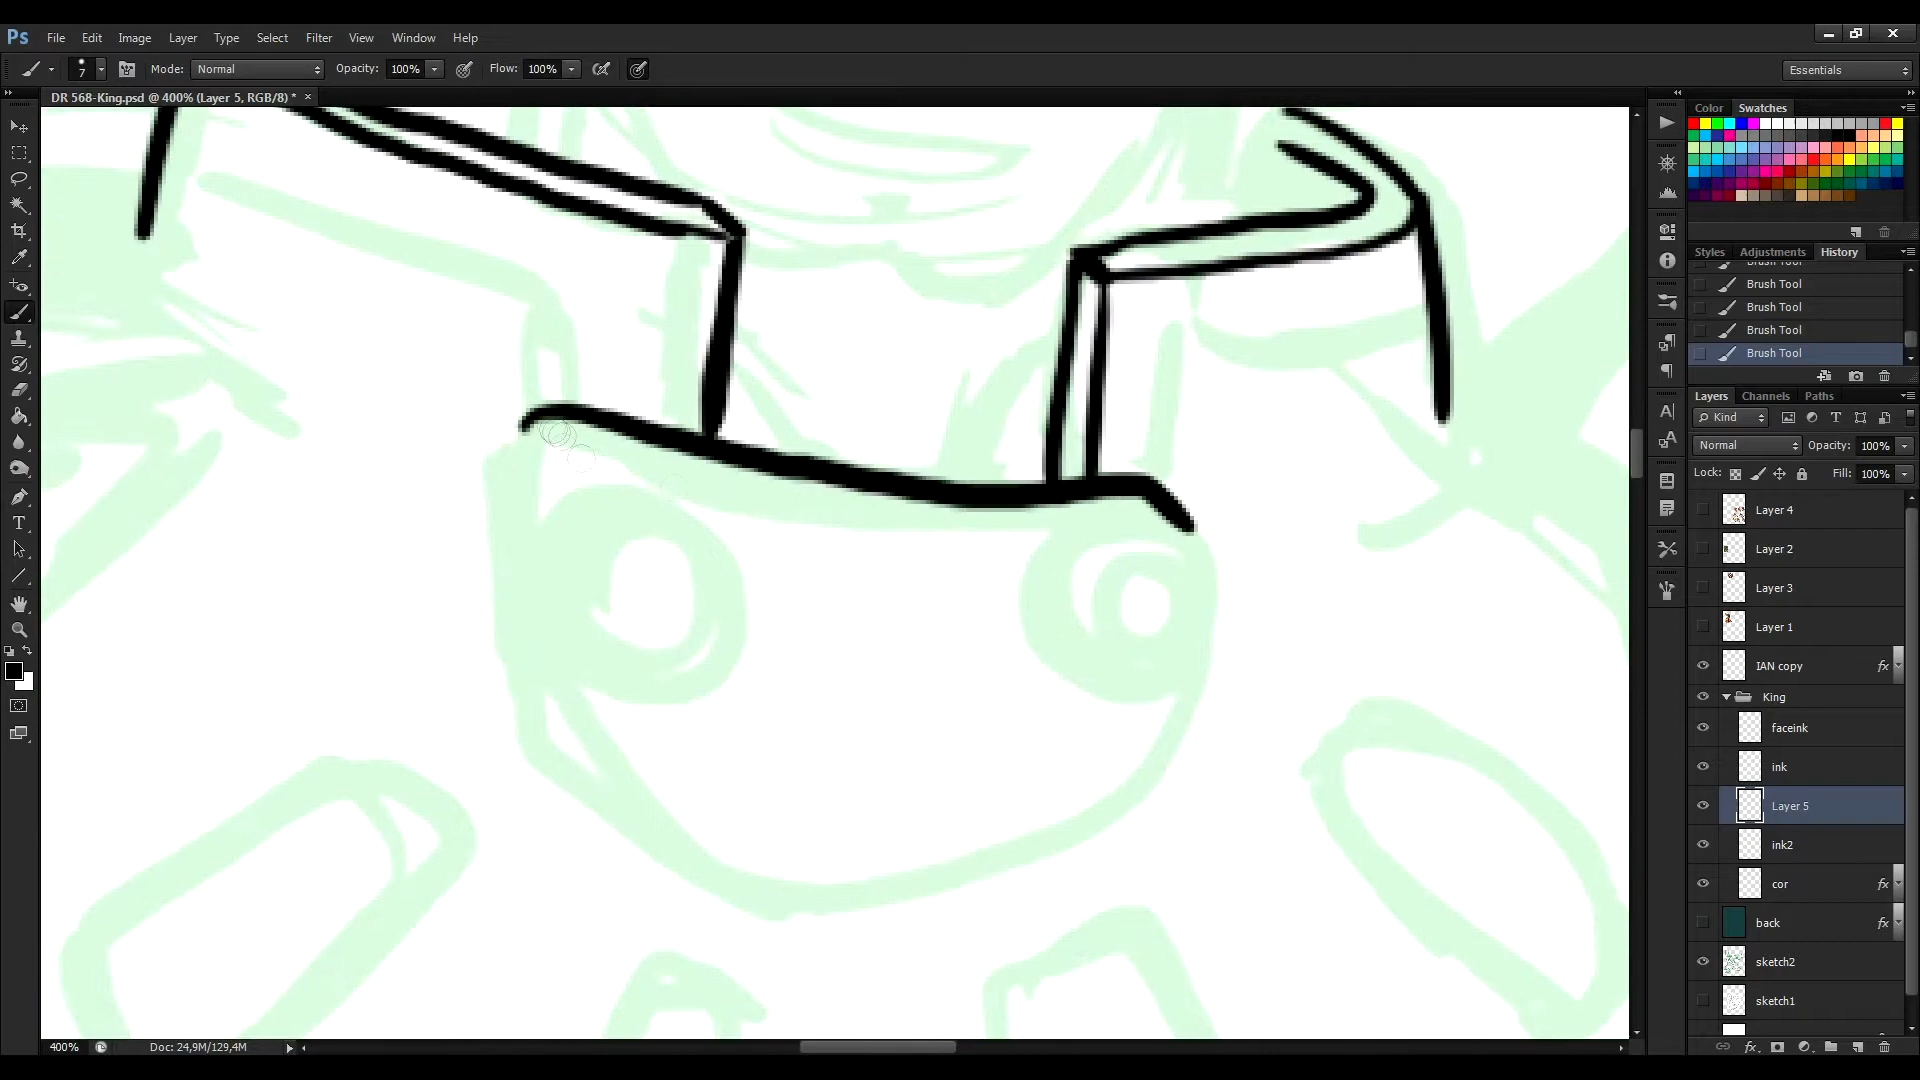 Ps File Edit Image Layer Type Select Filter View Window Help
7 Mode: Normal Opacity: 100% Flow: 100% Essentials
DR 568-King.psd @ 400% (Layer 5, RGB/8) * ×
Color Swatches
Styles Adjustments History
Brush Tool
Brush Tool
Brush Tool
Brush Tool
Layers Channels Paths
Kind
Normal Opacity: 100%
Lock: Fill: 100%
Layer 4
Layer 2
Layer 3
Layer 1
IAN copy fx
King
faceink
ink
Layer 5
ink2
cor fx
back fx
sketch2
sketch1
400% Doc: 24,9M/129,4M